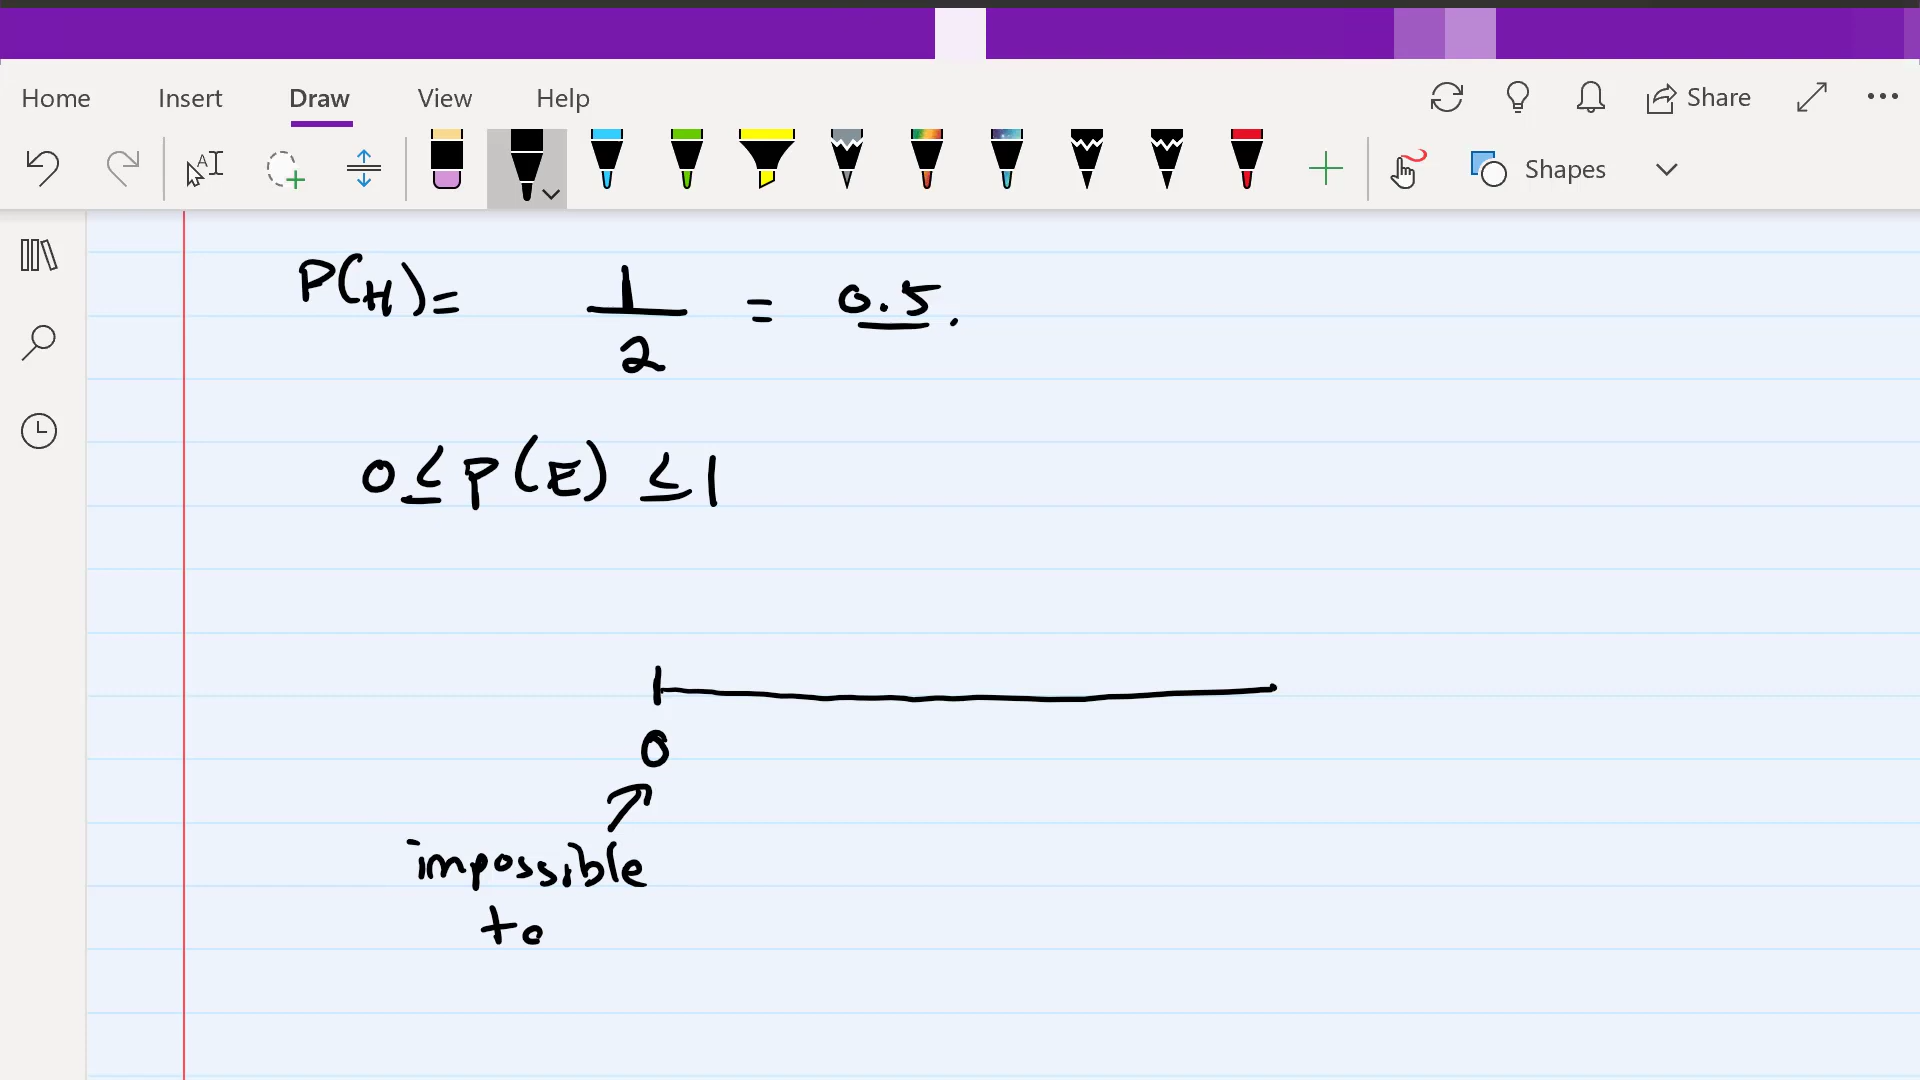 Home Insert Draw View Help Share
Shapes
P(H) = 1/2 = 0.5.
0 ≤ P(E) ≤ 1
0
impossible
to